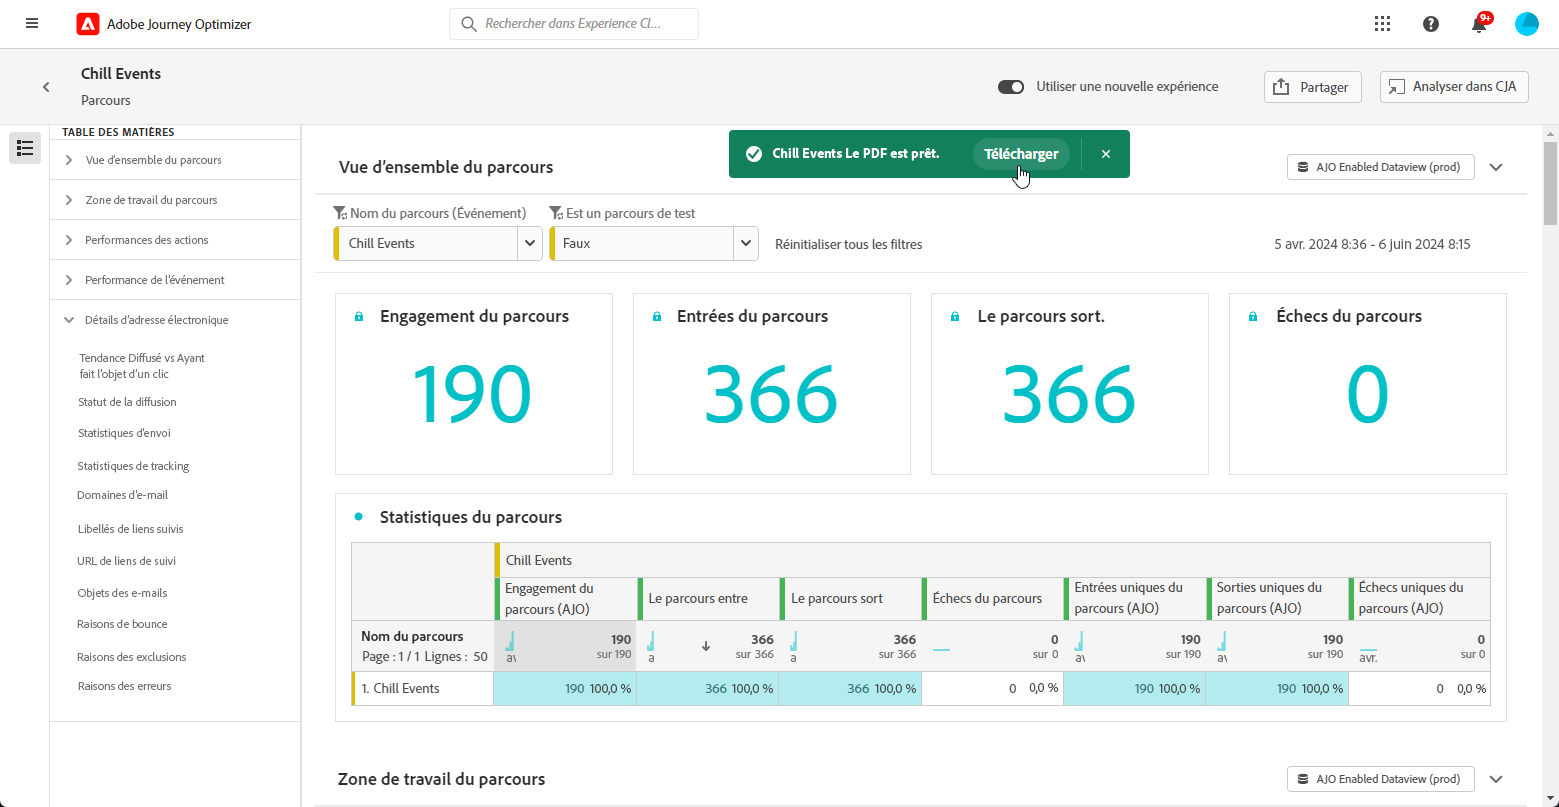 Adobe Journey Optimizer
Rechercher dans Experience Cl...
9+
Chill Events
Parcours
Utiliser une nouvelle expérience
Partager
Analyser dans CJA
TABLE DES MATIÈRES
Vue d'ensemble du parcours
Zone de travail du parcours
Performances des actions
Performance de l'événement
Détails d'adresse électronique
Tendance Diffusé vs Ayant
fait l'objet d'un clic
Statut de la diffusion
Statistiques d'envoi
Statistiques de tracking
Domaines d'e-mail
Libellés de liens suivis
URL de liens de suivi
Objets des e-mails
Raisons de bounce
Raisons des exclusions
Raisons des erreurs
Chill Events Le PDF est prêt.
Télécharger
Vue d'ensemble du parcours
AJO Enabled Dataview (prod)
Nom du parcours (Événement)
Est un parcours de test
Chill Events
Faux
Réinitialiser tous les filtres
5 avr. 2024 8:36 - 6 juin 2024 8:15
Engagement du parcours
190
Entrées du parcours
366
Le parcours sort.
366
Échecs du parcours
0
Statistiques du parcours
Chill Events
Engagement du
parcours (AJO)
Le parcours entre
Le parcours sort
Échecs du parcours
Entrées uniques du
parcours (AJO)
Sorties uniques du
parcours (AJO)
Échecs uniques du
parcours (AJO)
Nom du parcours
Page : 1 / 1 Lignes : 50
av
190
sur 190
a
366
sur 366
a
366
sur 366
0
sur 0
av
190
sur 190
av
190
sur 190
avr.
0
sur 0
1. Chill Events
190 100,0 %
366 100,0 %
366 100,0 %
0 0,0 %
190 100,0 %
190 100,0 %
0 0,0 %
Zone de travail du parcours
AJO Enabled Dataview (prod)